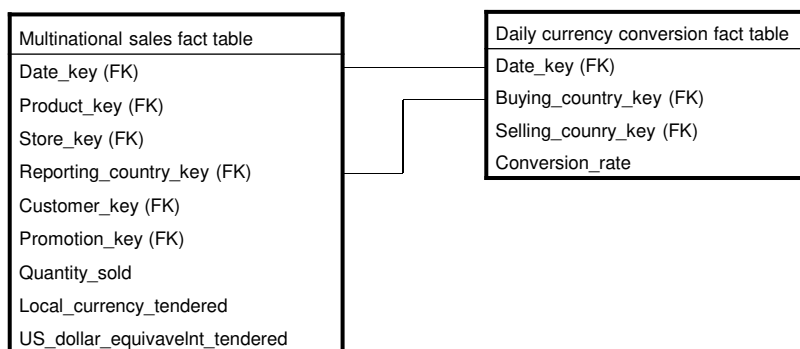 Multinational sales fact table
Date_key (FK)
Product_key (FK)
Store_key (FK)
Reporting_country_key (FK)
Customer_key (FK)
Promotion_key (FK)
Quantity_sold
Local_currency_tendered
US_dollar_equivavelnt_tendered
Daily currency conversion fact table
Date_key (FK)
Buying_country_key (FK)
Selling_counry_key (FK)
Conversion_rate